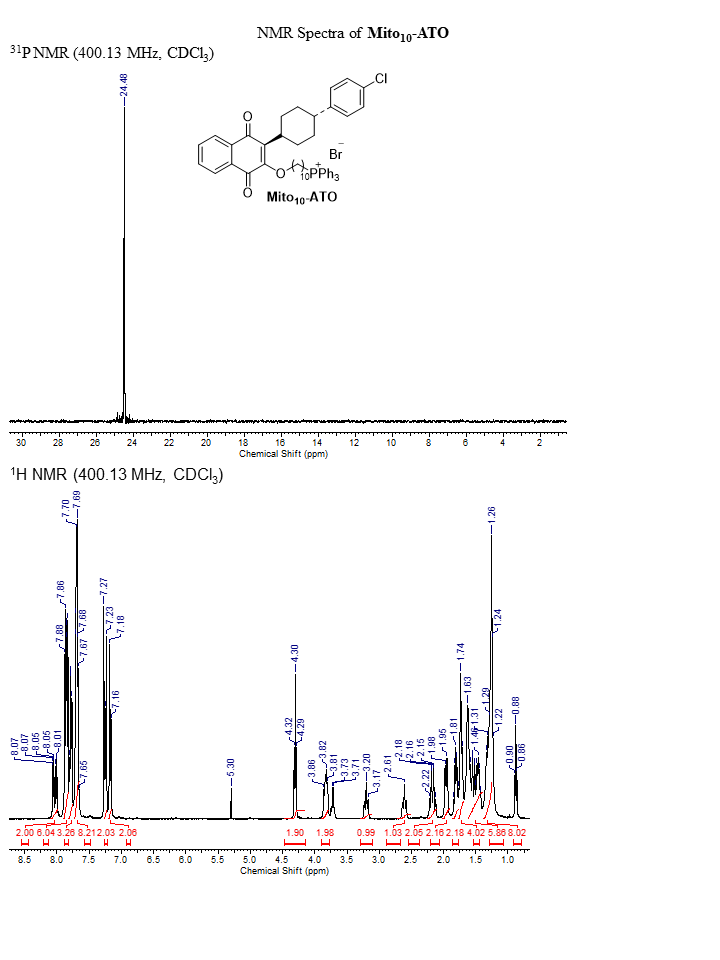 NMR Spectra of Mito10-ATO
31P NMR (400.13 MHz, CDCl3)
24.48
Cl
O
Br
−
O
10
+
PPh3
O
Mito10-ATO
30 28 26 24 22 20 18 16 14 12 10 8 6 4 2
Chemical Shift (ppm)
1H NMR (400.13 MHz, CDCl3)
8.07 8.07 8.05 8.05 8.01 7.88 7.86 7.70 7.69 7.68 7.67 7.65 7.27 7.23 7.18 7.16 5.30 4.32 4.30 4.29 3.86 3.82 3.81 3.73 3.71 3.20 3.17 2.61 2.22 2.18 2.16 2.15 1.98 1.95 1.81 1.74 1.63 1.46 1.31 1.29 1.26 1.24 1.22 0.90 0.88 0.86
2.00 6.04 3.26 8.21 2.03 2.06 1.90 1.98 0.99 1.03 2.05 2.16 2.18 4.02 5.86 8.02
8.5 8.0 7.5 7.0 6.5 6.0 5.5 5.0 4.5 4.0 3.5 3.0 2.5 2.0 1.5 1.0
Chemical Shift (ppm)